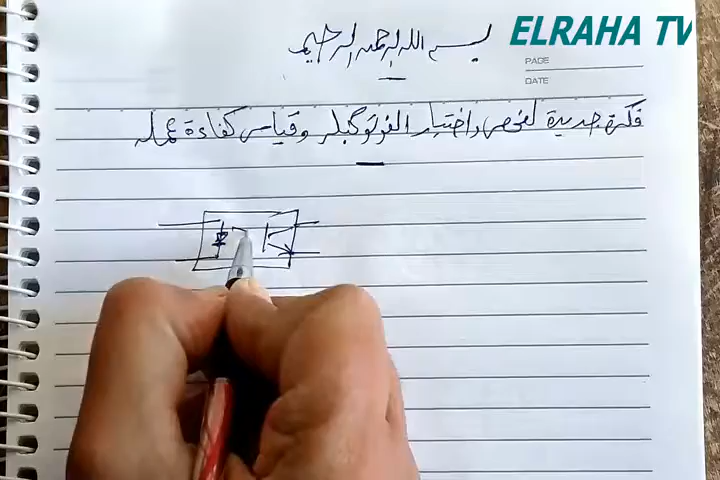 ELRAHA TV
بسم الله الرحمن الرحيم
PAGE
DATE
فكرة جديدة لفحص واختبار الفوتوكبلر وقياس كفاءة عمله